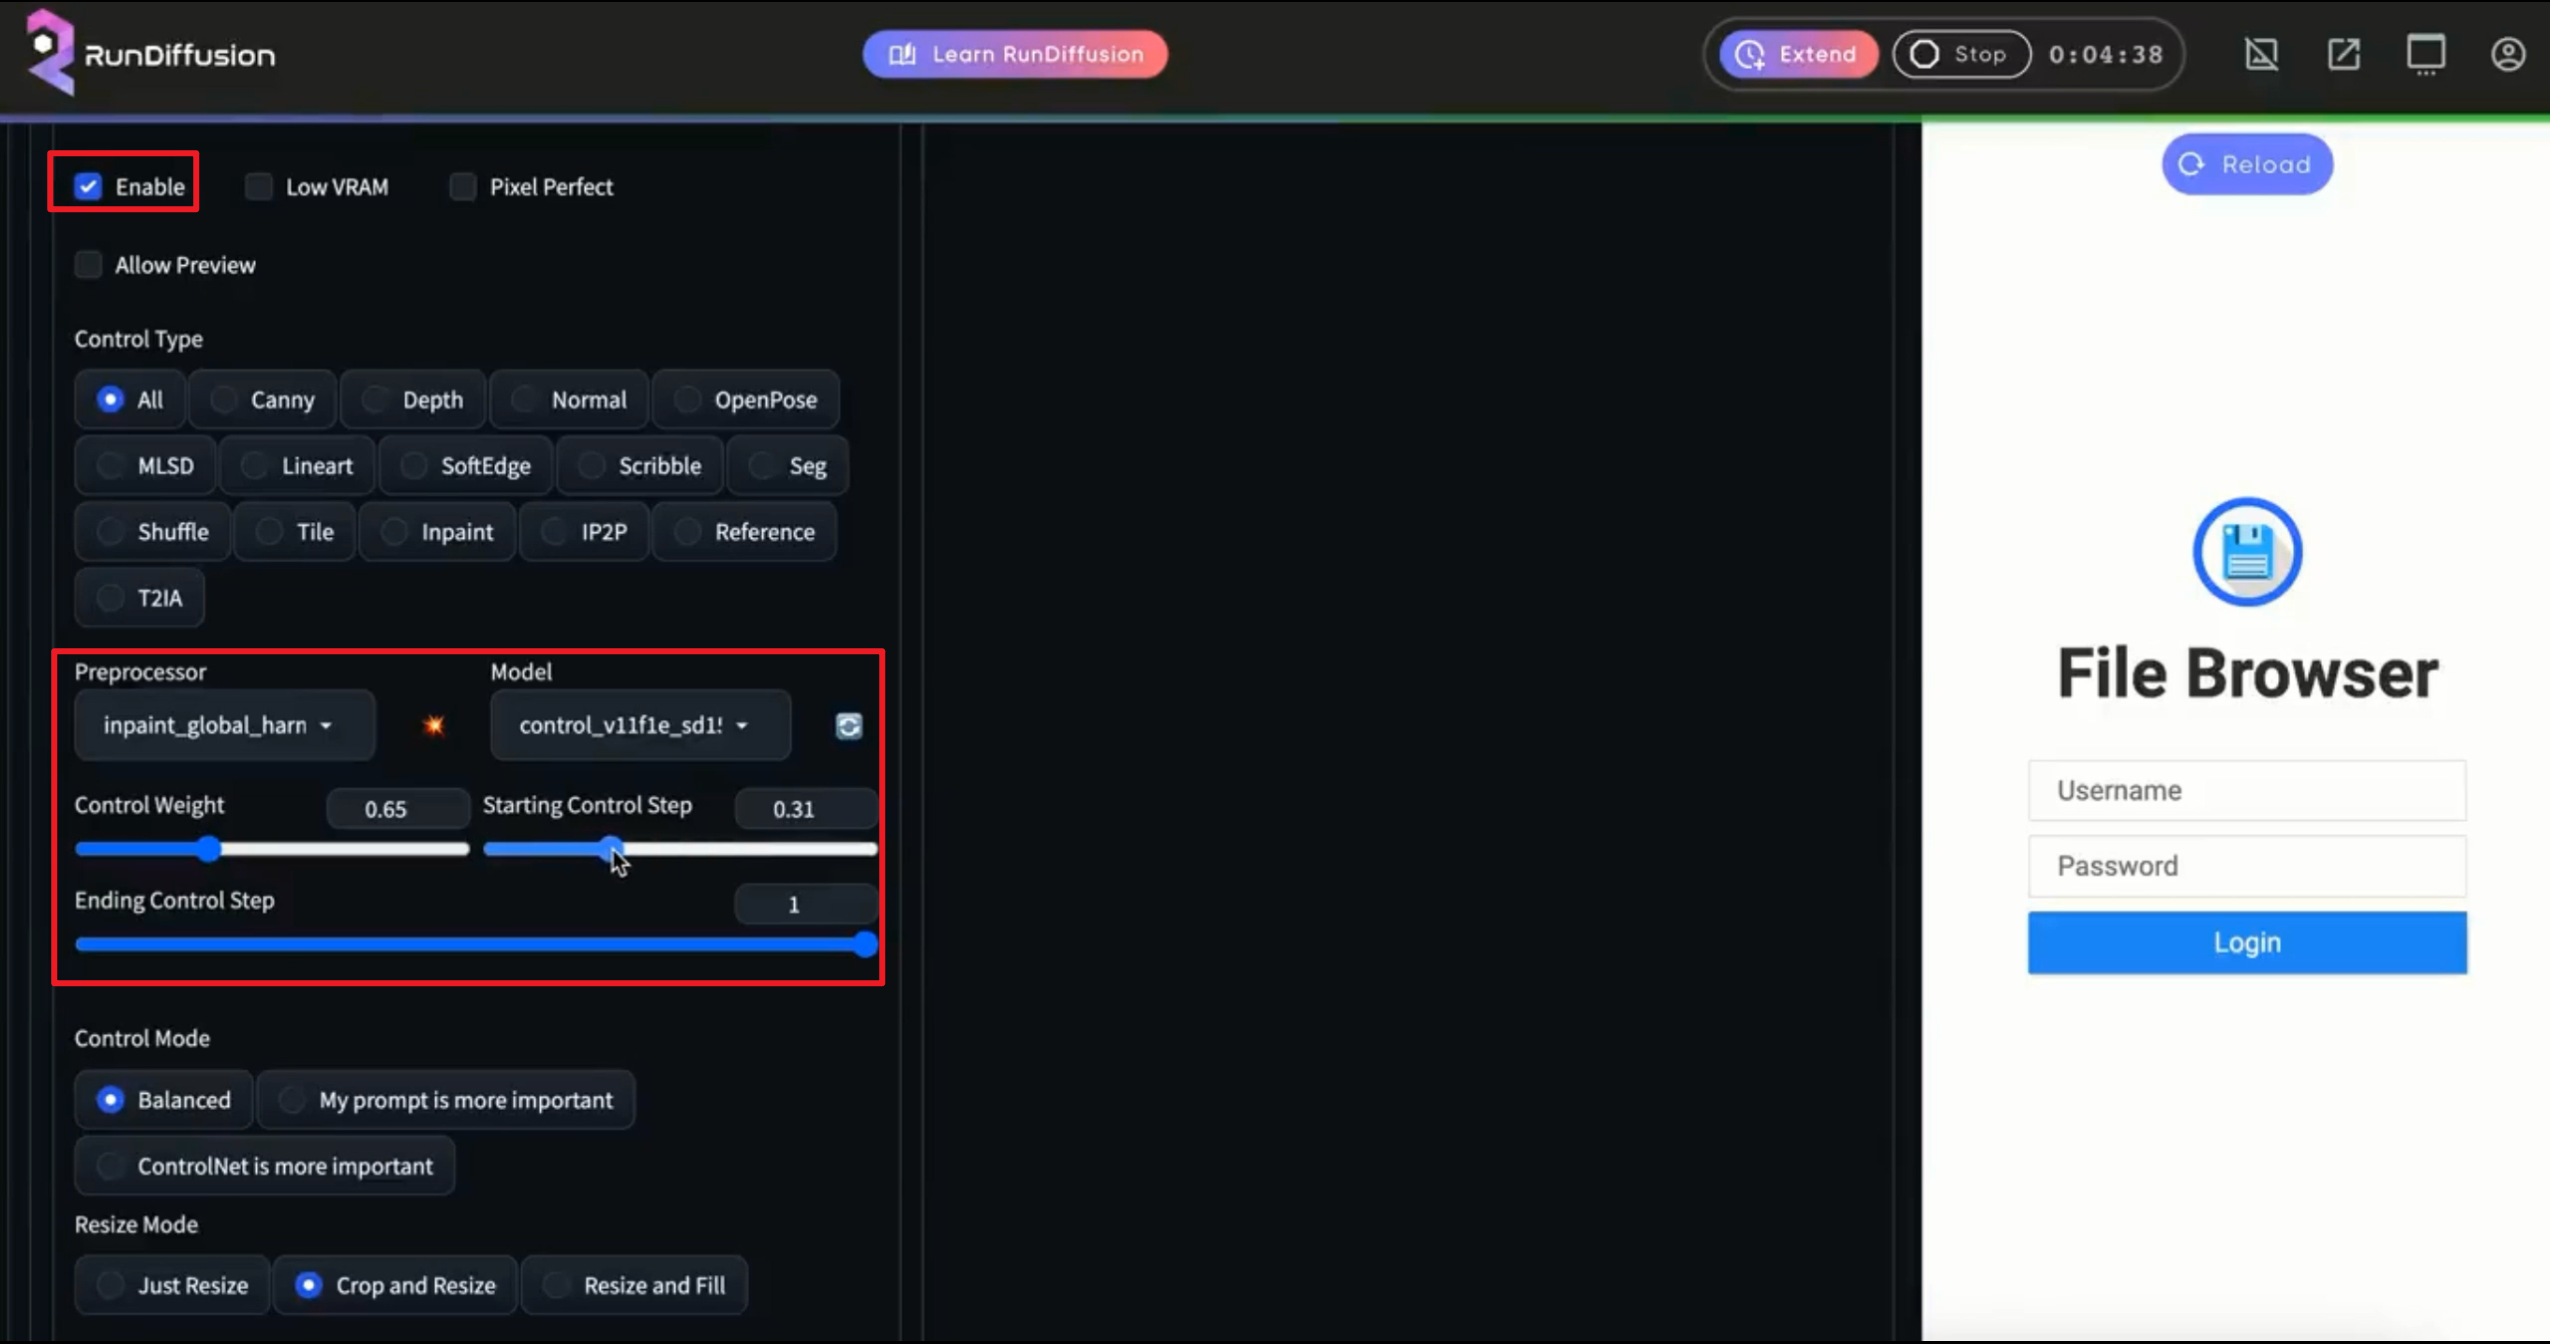 RunDiffusion
Learn RunDiffusion
Extend
Stop
0:04:38
Enable
Low VRAM
Pixel Perfect
Allow Preview
Control Type
All
Canny
Depth
Normal
OpenPose
MLSD
Lineart
SoftEdge
Scribble
Seg
Shuffle
Tile
Inpaint
IP2P
Reference
T2IA
Preprocessor
Model
inpaint_global_harn
control_v11f1e_sd1!
Control Weight
0.65
Starting Control Step
0.31
Ending Control Step
1
Control Mode
Balanced
My prompt is more important
ControlNet is more important
Resize Mode
Just Resize
Crop and Resize
Resize and Fill
Reload
File Browser
Username
Password
Login